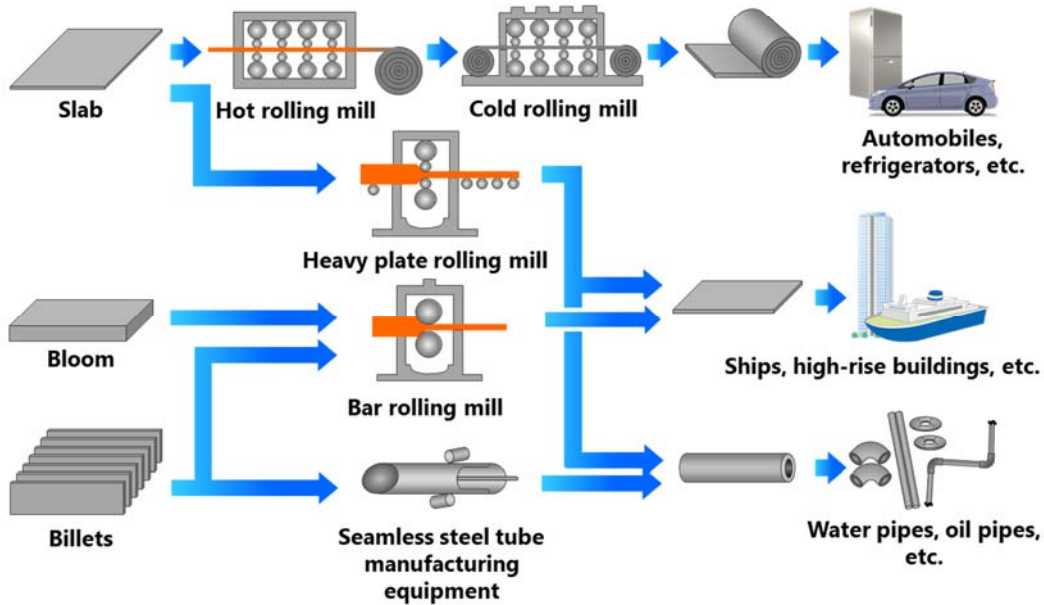 Slab
Hot rolling mill
Cold rolling mill
Automobiles,
refrigerators, etc.
Heavy plate rolling mill
Bloom
Bar rolling mill
Ships, high-rise buildings, etc.
Billets
Seamless steel tube
manufacturing
equipment
Water pipes, oil pipes,
etc.